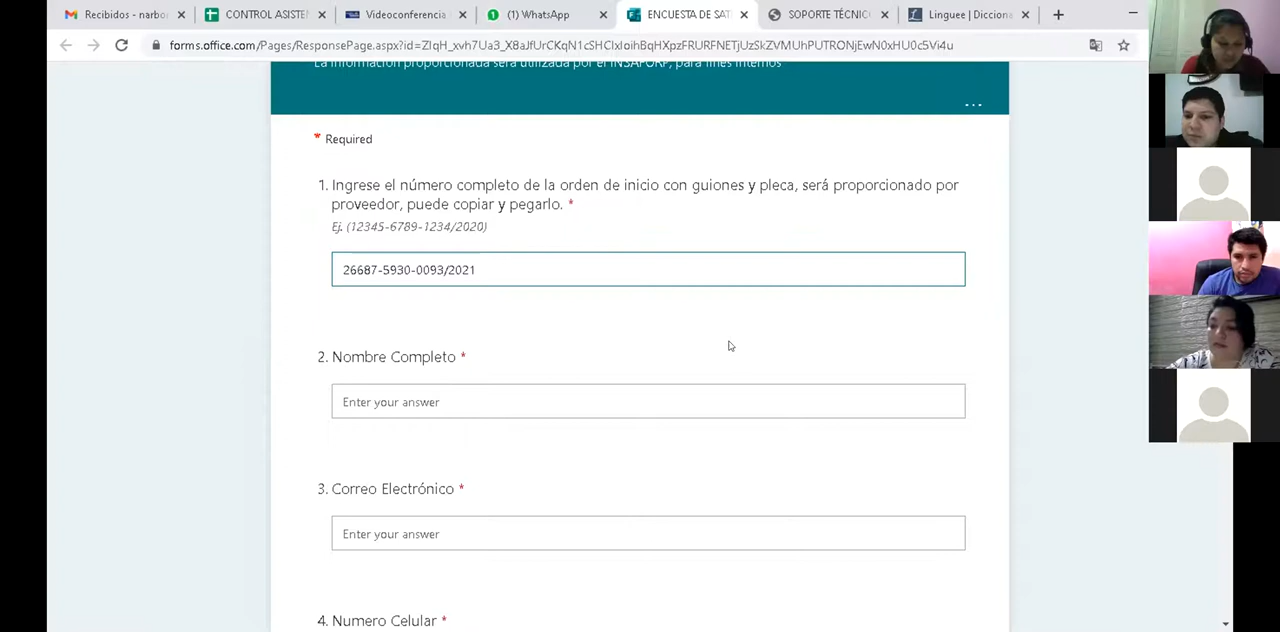 Recibidos - narbo
CONTROL ASISTE
Videoconferencia
(1) WhatsApp
ENCUESTA DE SAT
SOPORTE TÉCNIC
Linguee | Dicciona
forms.office.com/Pages/ResponsePage.aspx?id=ZIqH_xvh7Ua3_X8aJfUrCKqN1cSHClxIoihBqHXpzFRURFNETjUzSkZVMUhPUTRONjEwN0xHU0c5Vi4u
La información proporcionada será utilizada por el INSAFORP, para fines internos
...
* Required
1. Ingrese el número completo de la orden de inicio con guiones y pleca, será proporcionado por
proveedor, puede copiar y pegarlo. *
Ej. (12345-6789-1234/2020)
26687-5930-0093/2021
2. Nombre Completo *
Enter your answer
3. Correo Electrónico *
Enter your answer
4. Numero Celular *